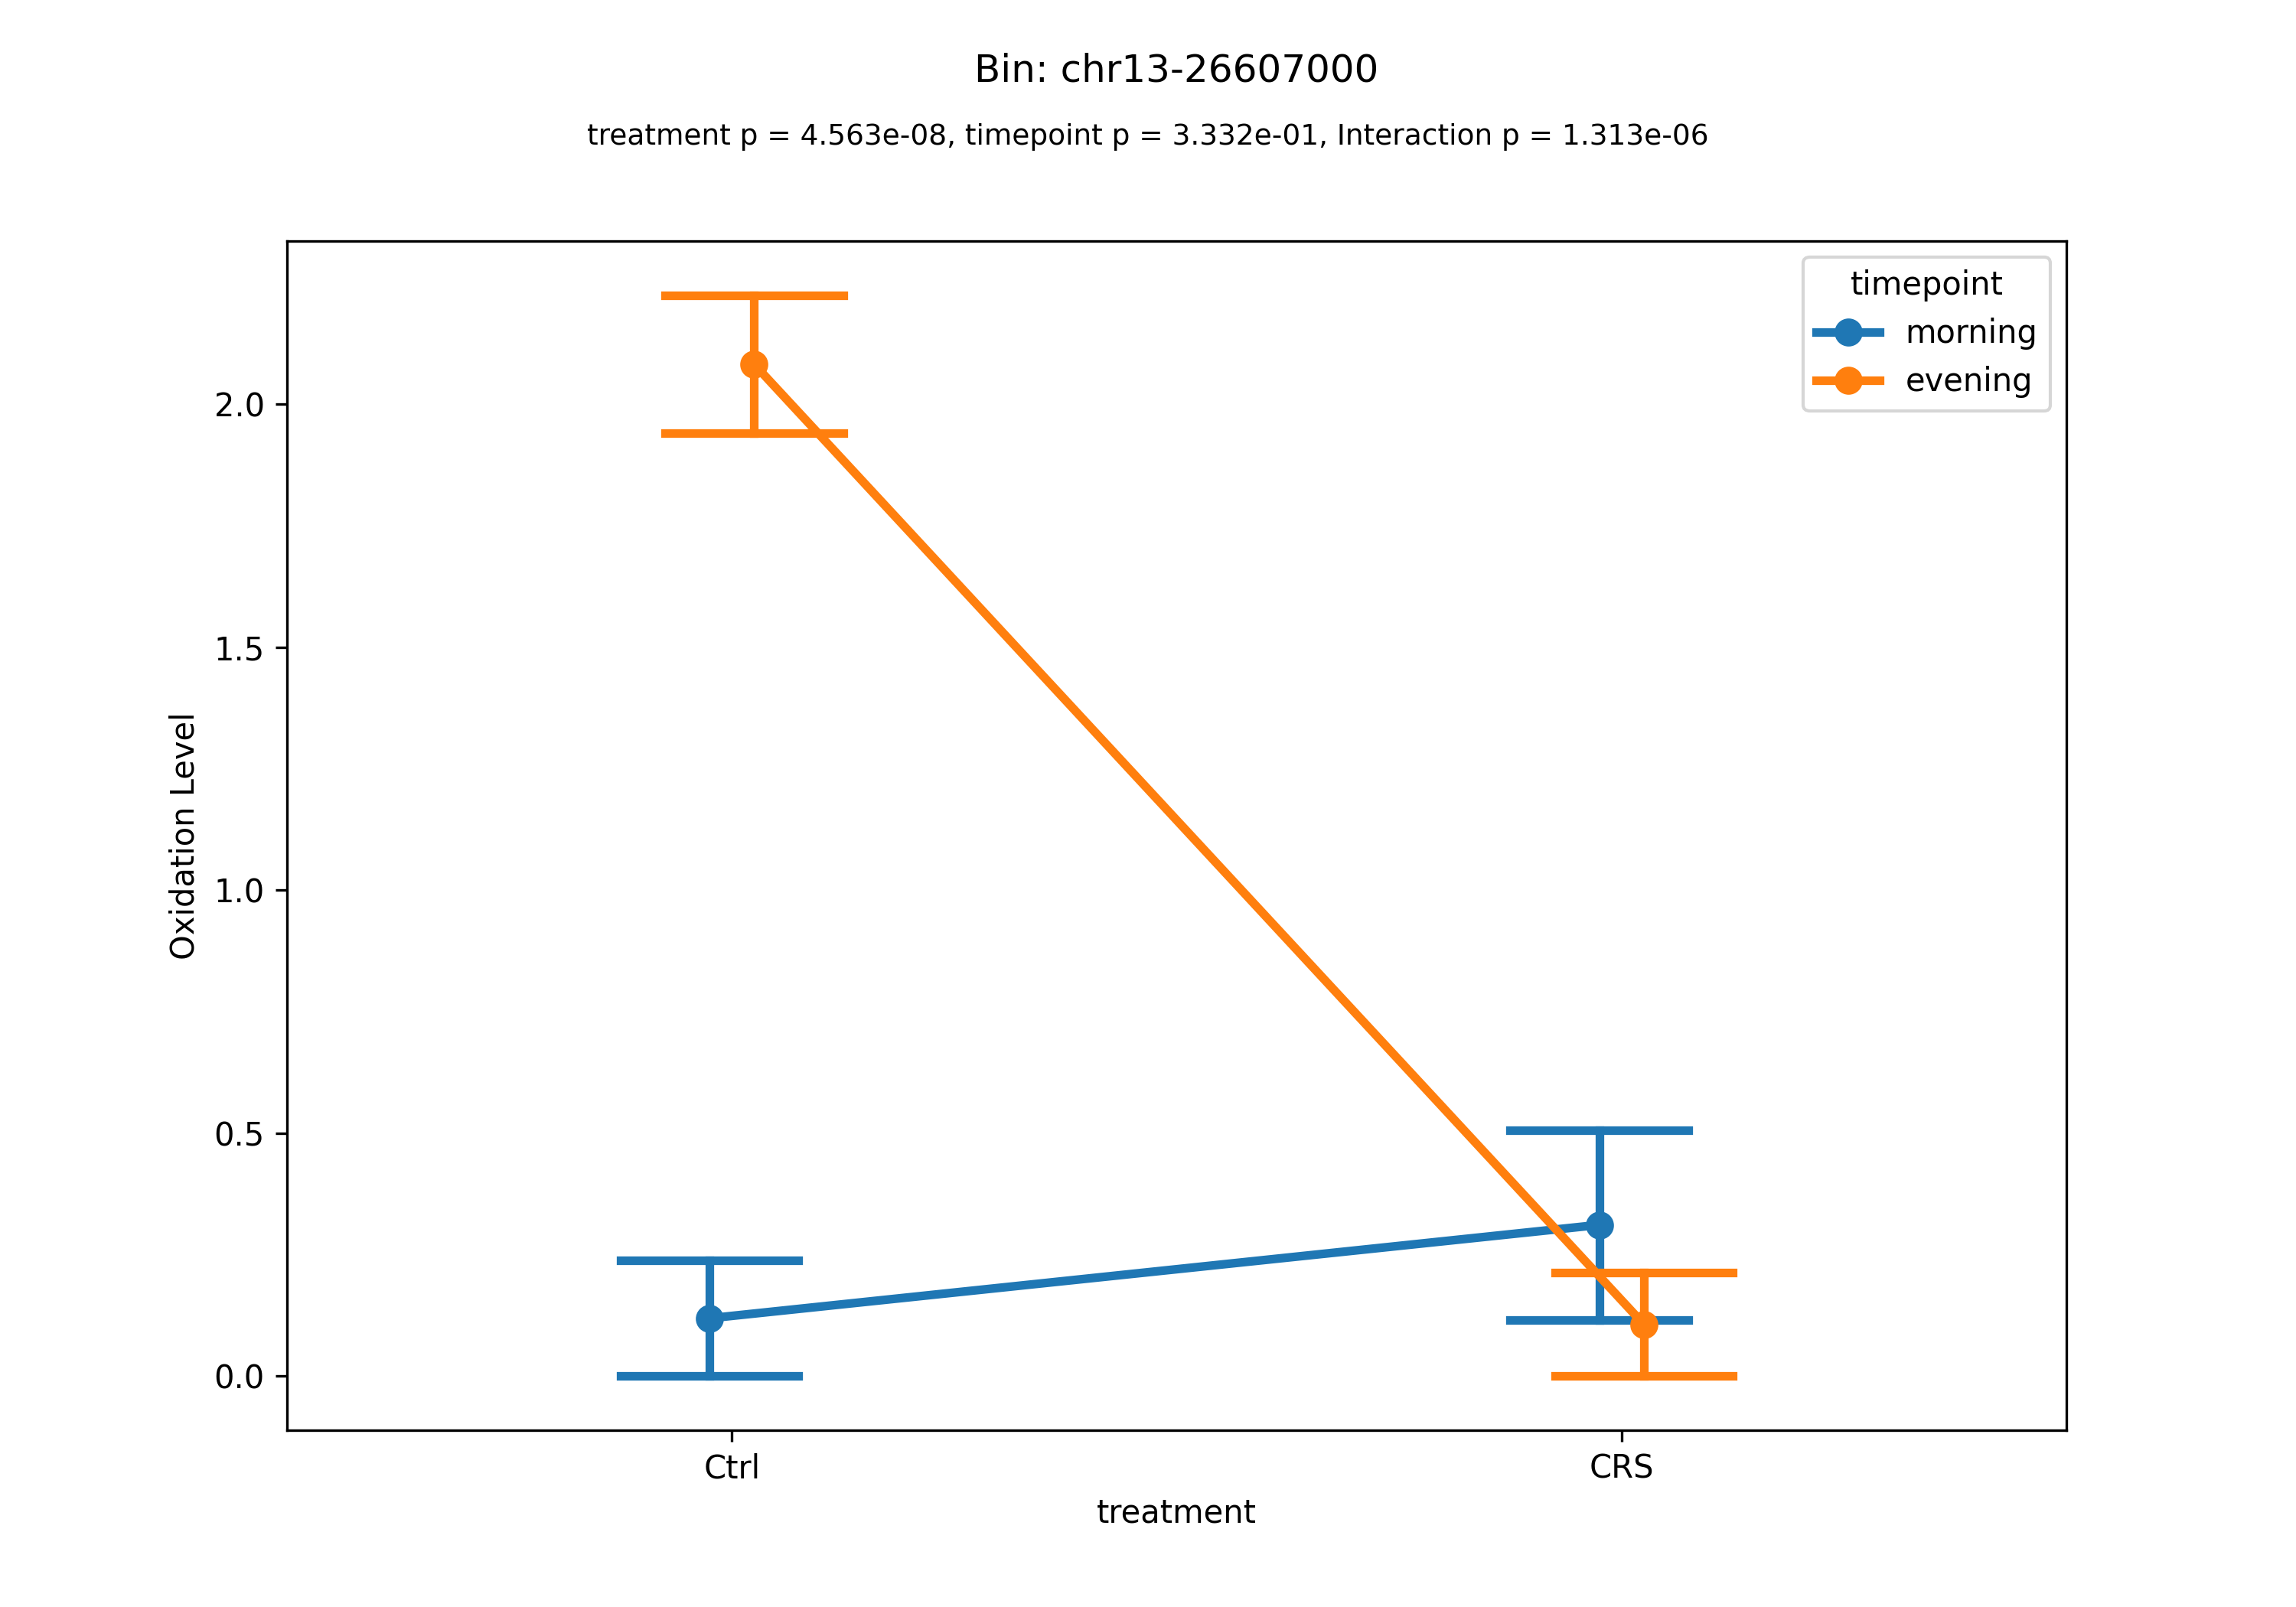 Bin: chr13-26607000
treatment p = 4.563e-08, timepoint p = 3.332e-01, Interaction p = 1.313e-06
timepoint
morning
evening
2.0
1.5
1.0
0.5
0.0
Oxidation Level
Ctrl
CRS
treatment